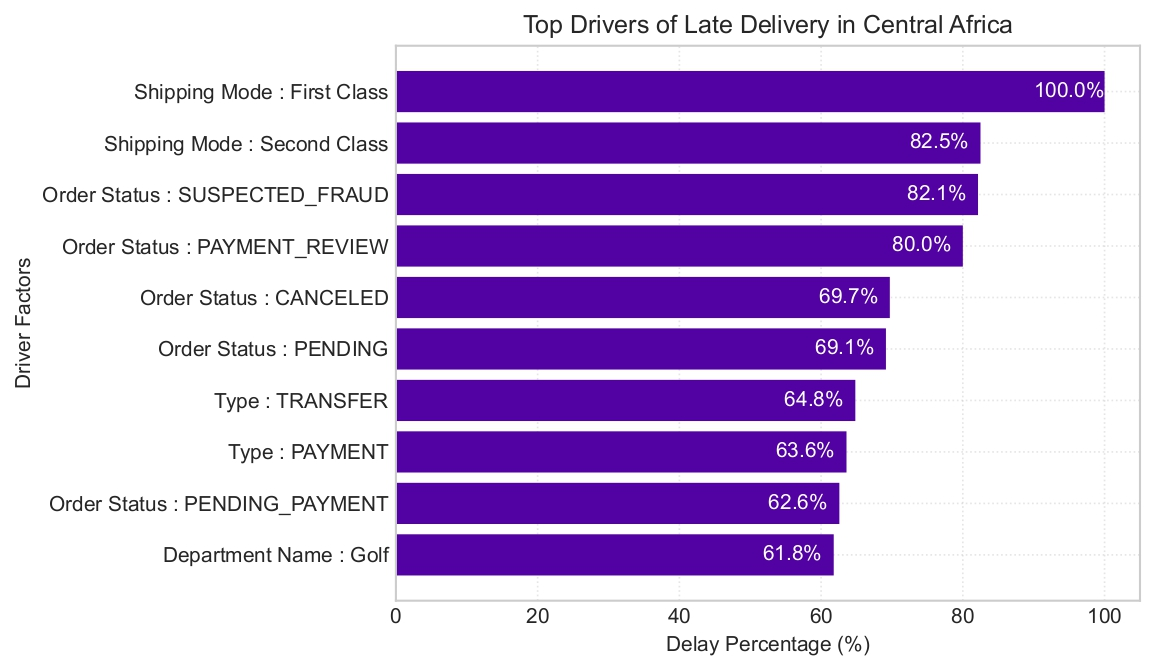 Top Drivers of Late Delivery in Central Africa
Driver Factors
Shipping Mode : First Class 100.0%
Shipping Mode : Second Class 82.5%
Order Status : SUSPECTED_FRAUD 82.1%
Order Status : PAYMENT_REVIEW 80.0%
Order Status : CANCELED 69.7%
Order Status : PENDING 69.1%
Type : TRANSFER 64.8%
Type : PAYMENT 63.6%
Order Status : PENDING_PAYMENT 62.6%
Department Name : Golf 61.8%
0 20 40 60 80 100
Delay Percentage (%)